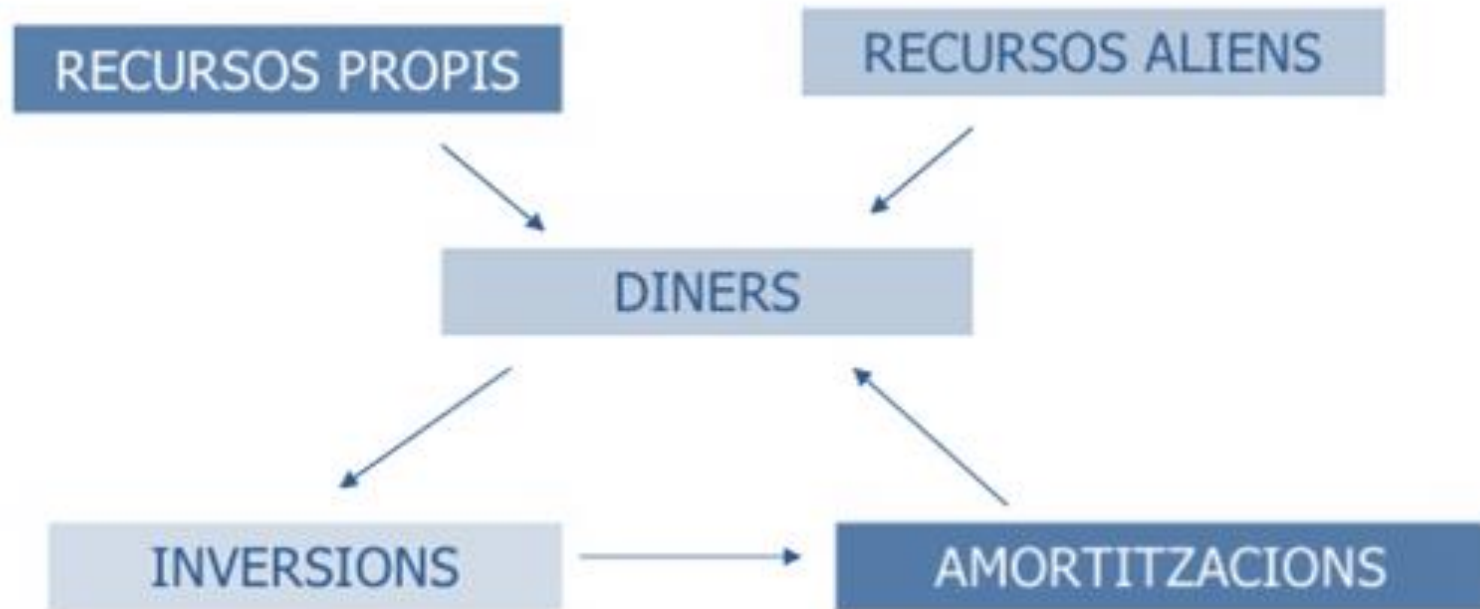 RECURSOS PROPIS
RECURSOS ALIENS
DINERS
INVERSIONS
AMORTITZACIONS